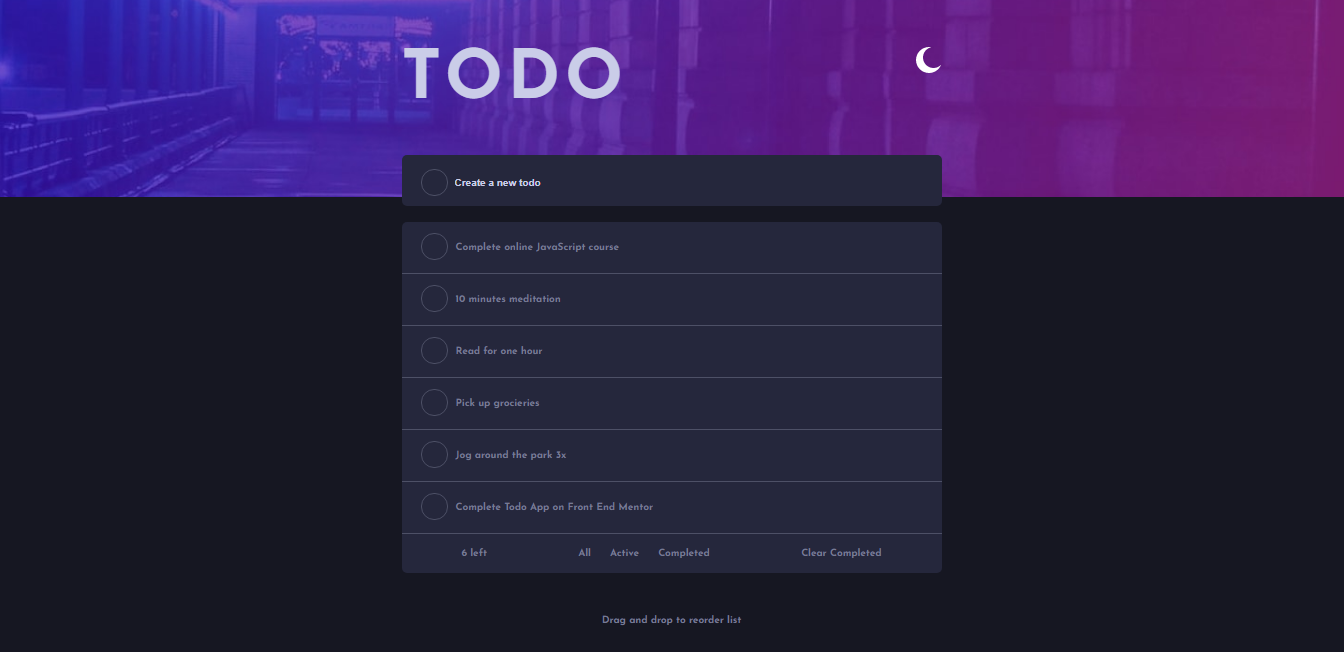 TODO
Create a new todo
Complete online JavaScript course
10 minutes meditation
Read for one hour
Pick up grocieries
Jog around the park 3x
Complete Todo App on Front End Mentor
6 left All Active Completed Clear Completed
Drag and drop to reorder list